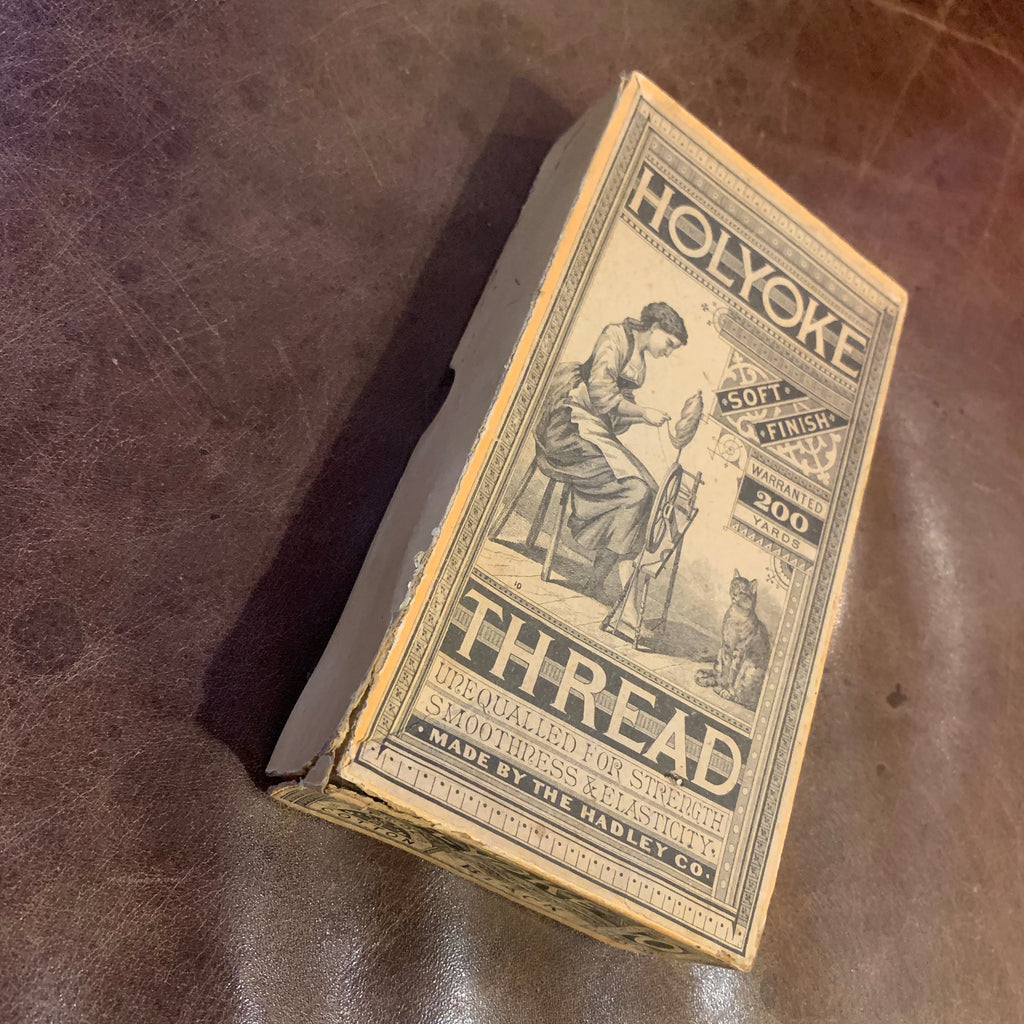 HOLYOKE
SOFT
FINISH
WARRANTED
200
YARDS
THREAD
UNEQUALLED FOR STRENGTH
SMOOTHNESS & ELASTICITY.
MADE BY THE HADLEY CO.